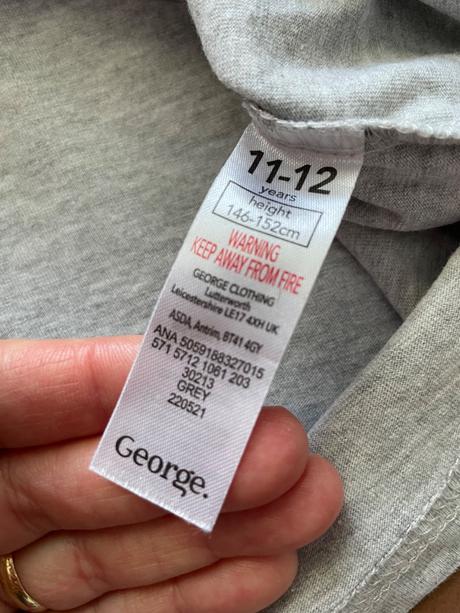 11-12
years
height
146-152cm
WARNING
KEEP AWAY FROM FIRE
GEORGE CLOTHING
Lutterworth
Leicestershire LE17 4XH UK
ASDA, Antrim, BT41 4GY
ANA 5059188327015
571 5712 1061 203
30213
GREY
220521
George.